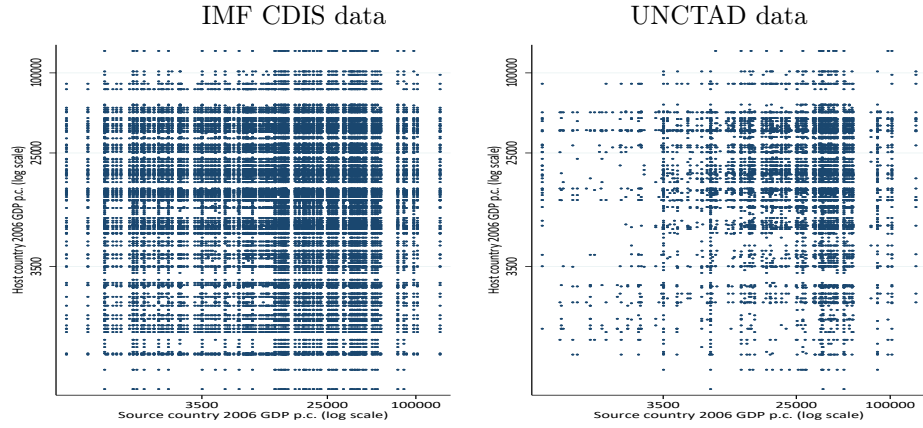 IMF CDIS data
UNCTAD data
Host country 2006 GDP p.c. (log scale)
100000
25000
3500
3500
25000
100000
Source country 2006 GDP p.c. (log scale)
Host country 2006 GDP p.c. (log scale)
100000
25000
3500
3500
25000
100000
Source country 2006 GDP p.c. (log scale)